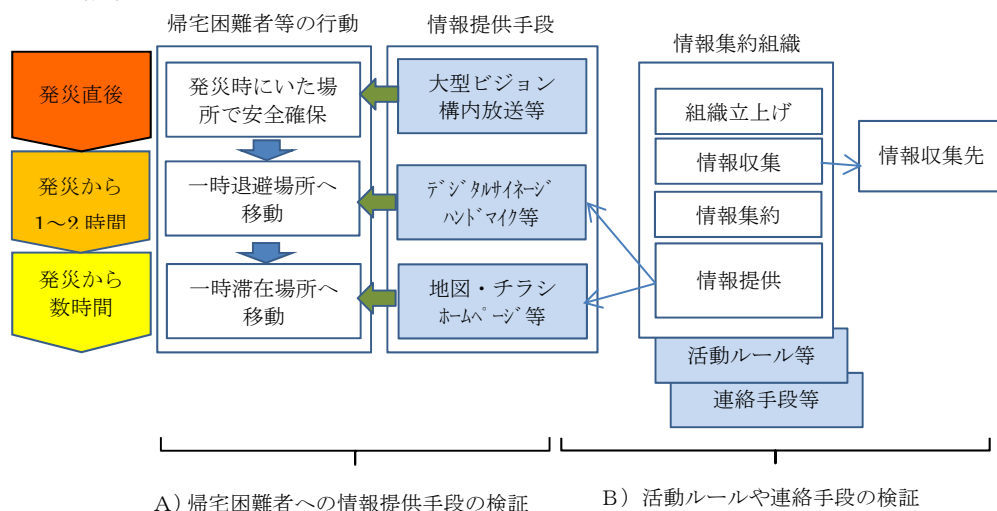 帰宅困難者等の行動
情報提供手段
情報集約組織
発災直後
発災時にいた場
所で安全確保
大型ビジョン
構内放送等
組織立上げ
情報収集
情報収集先
発災から
1～2 時間
一時退避場所へ
移動
ﾃﾞｼﾞﾀﾙｻｲﾈｰｼﾞ
ﾊﾝﾄﾞﾏｲｸ等
情報集約
情報提供
発災から
数時間
一時滞在場所へ
移動
地図・チラシ
ﾎｰﾑﾍﾟｰｼﾞ等
活動ルール等
連絡手段等
A）帰宅困難者への情報提供手段の検証
B） 活動ルールや連絡手段の検証